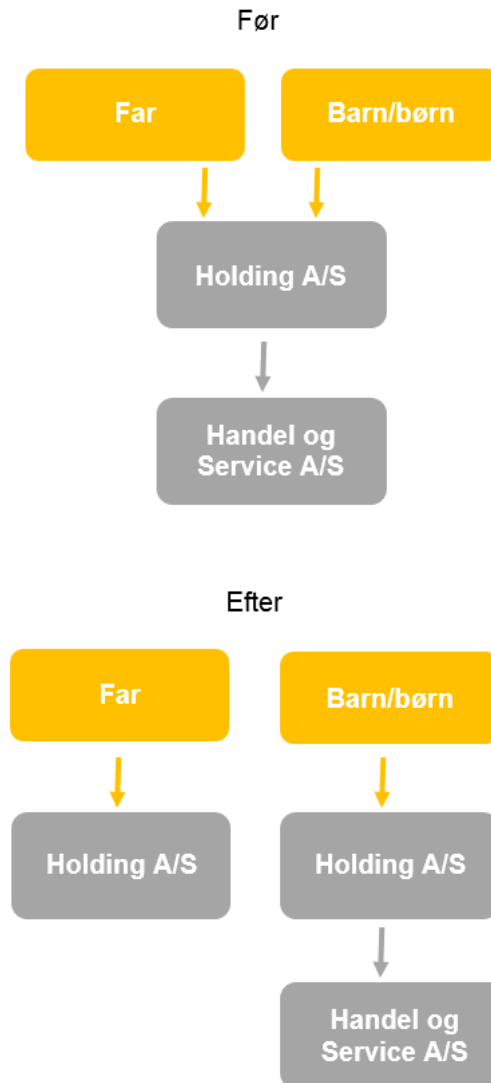 Før
Far
Barn/børn
Holding A/S
Handel og
Service A/S
Efter
Far
Barn/børn
Holding A/S
Holding A/S
Handel og
Service A/S